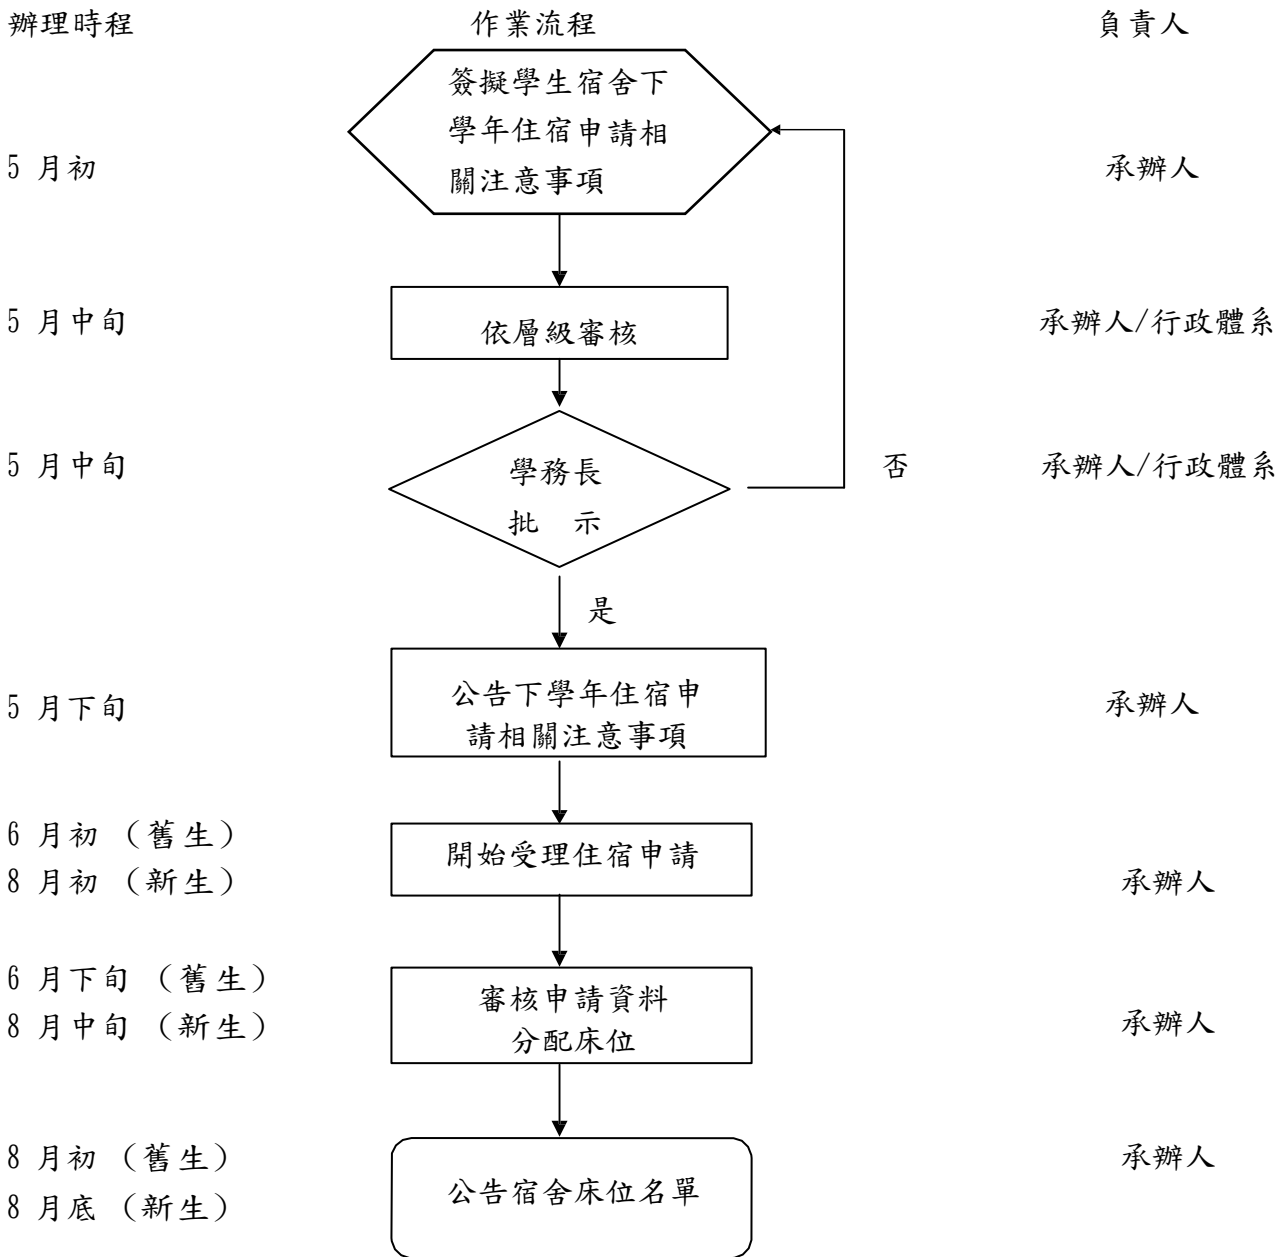 辦理時程 作業流程 負責人
簽擬學生宿舍下
學年住宿申請相
關注意事項
5 月初 承辦人
5 月中旬 依層級審核 承辦人/行政體系
5 月中旬 學務長 否 承辦人/行政體系
批 示
是
公告下學年住宿申
請相關注意事項
5 月下旬 承辦人
6 月初 （舊生）
開始受理住宿申請
8 月初 （新生） 承辦人
6 月下旬 （舊生）
審核申請資料
8 月中旬 （新生） 承辦人
分配床位
8 月初 （舊生） 承辦人
公告宿舍床位名單
8 月底 （新生）